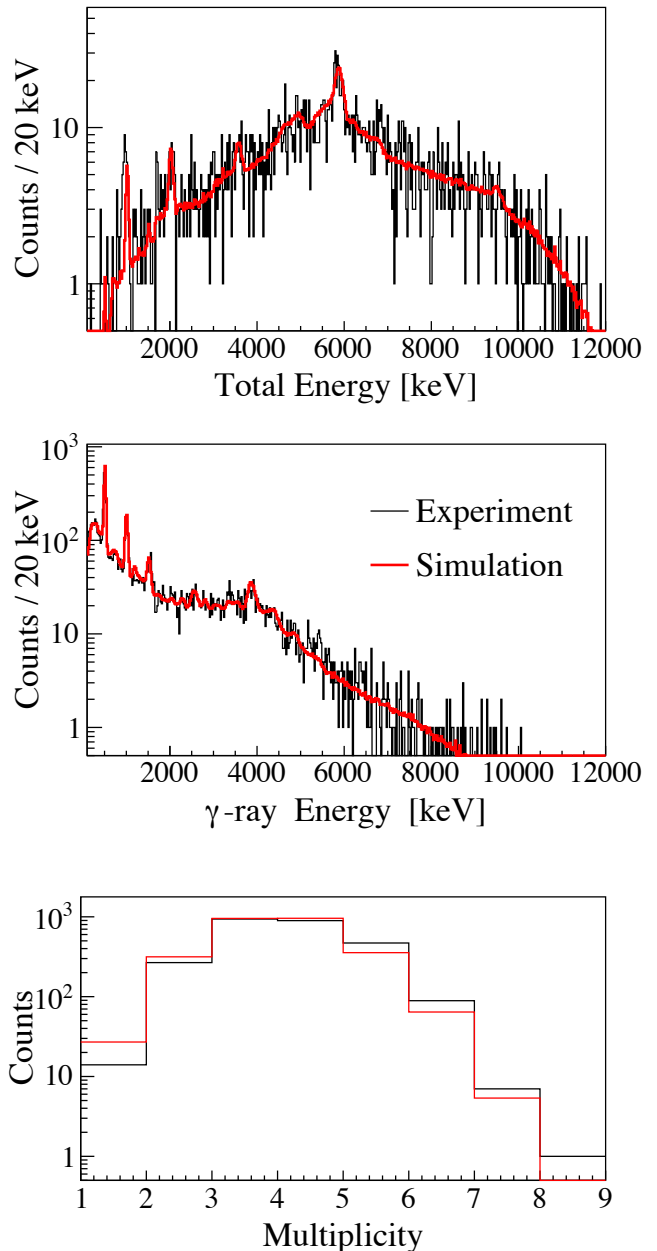 Counts / 20 keV
10
1
2000 4000 6000 8000 10000 12000
Total Energy [keV]
Counts / 20 keV
10³
10²
10
1
Experiment
Simulation
2000 4000 6000 8000 10000 12000
γ-ray Energy [keV]
Counts
10³
10²
10
1
1 2 3 4 5 6 7 8 9
Multiplicity